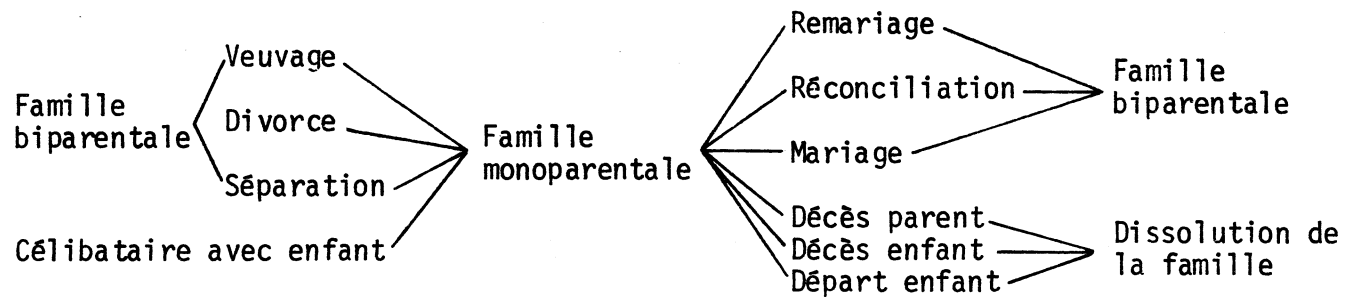 Famille
biparentale
Veuvage
Divorce
Séparation
Célibataire avec enfant
Famille
monoparentale
Remariage
Réconciliation
Mariage
Décès parent
Décès enfant
Départ enfant
Famille
biparentale
Dissolution de
la famille